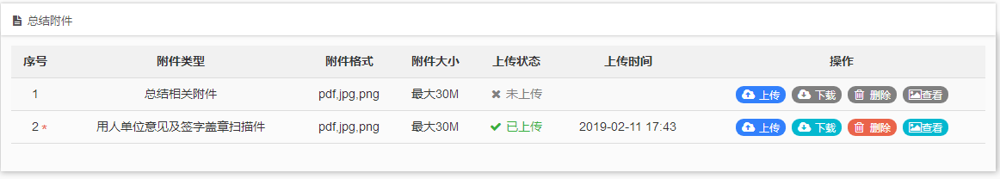 总结附件
序号 附件类型 附件格式 附件大小 上传状态 上传时间 操作
1 总结相关附件 pdf,jpg,png 最大30M 未上传 上传 下载 删除 查看
2 * 用人单位意见及签字盖章扫描件 pdf,jpg,png 最大30M 已上传 2019-02-11 17:43 上传 下载 删除 查看